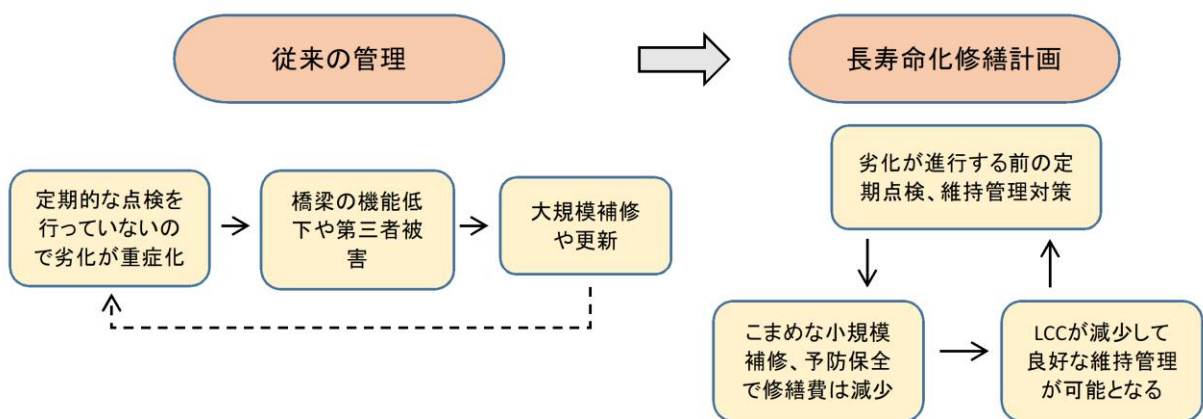 従来の管理
長寿命化修繕計画
定期的な点検を
行っていないの
で劣化が重症化
橋梁の機能低
下や第三者被
害
大規模補修
や更新
劣化が進行する前の定
期点検、維持管理対策
こまめな小規模
補修、予防保全
で修繕費は減少
LCCが減少して
良好な維持管理
が可能となる